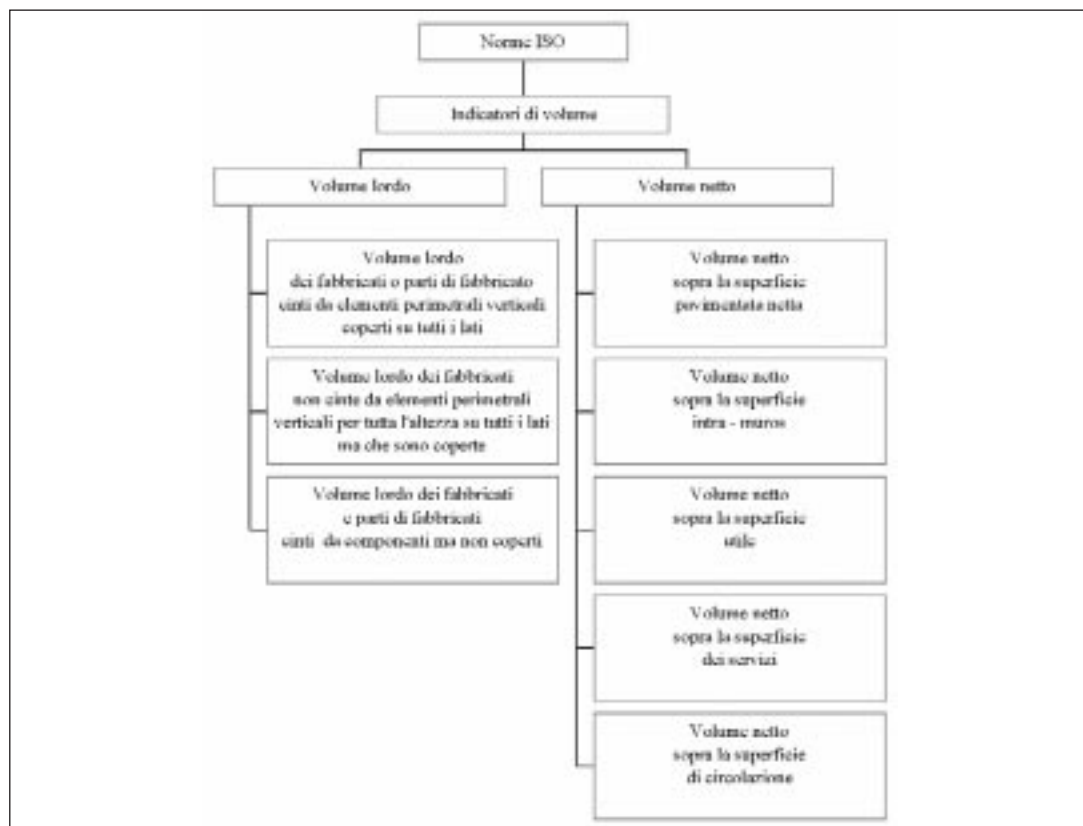 Norme ISO
Indicatori di volume
Volume lordo
Volume netto
Volume lordo
dei fabbricati o parti di fabbricato
cinti da elementi perimetrali verticali
coperti su tutti i lati
Volume lordo dei fabbricati
non cinte da elementi perimetrali
verticali per tutta l'altezza su tutti i lati
ma che sono coperte
Volume lordo dei fabbricati
e parti di fabbricati
cinti da componenti ma non coperti
Volume netto
sopra la superficie
pavimentata netta
Volume netto
sopra la superficie
intra - muros
Volume netto
sopra la superficie
utile
Volume netto
sopra la superficie
dei servizi
Volume netto
sopra la superficie
di circolazione